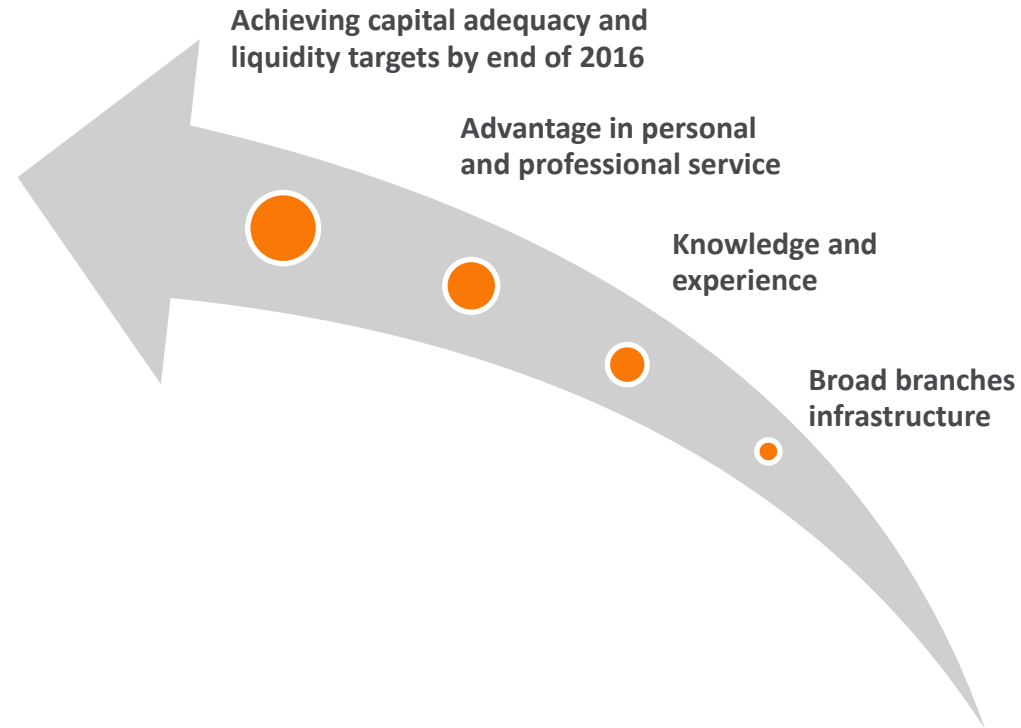 Achieving capital adequacy and
liquidity targets by end of 2016
Advantage in personal
and professional service
Knowledge and
experience
Broad branches
infrastructure